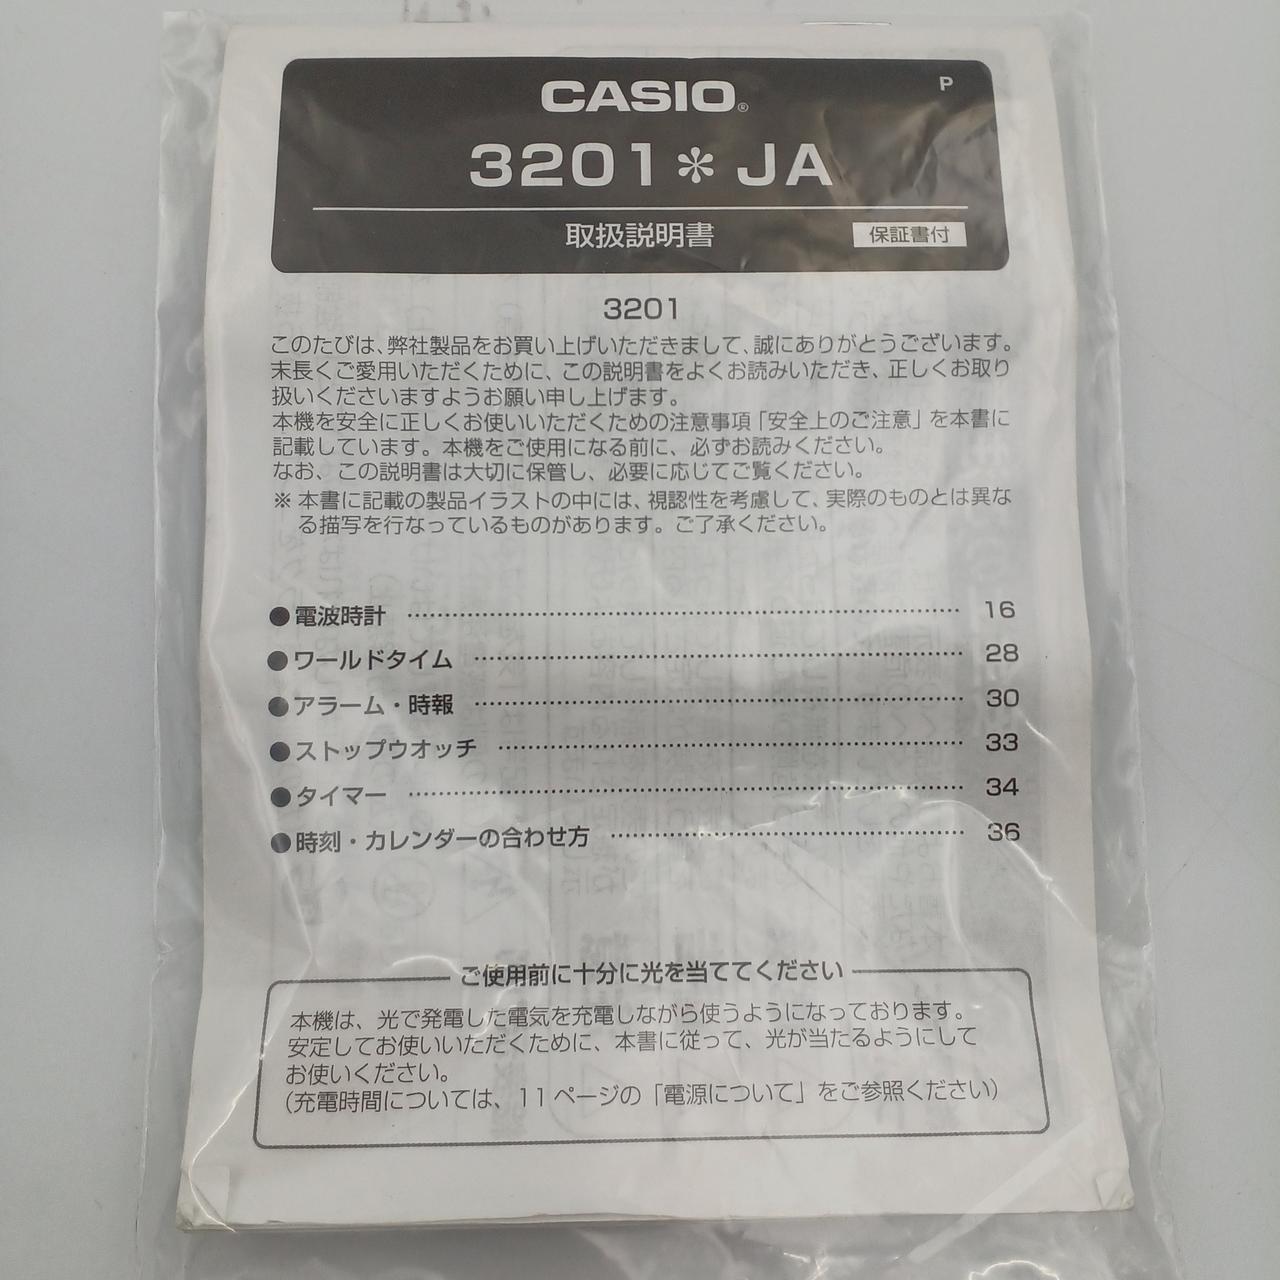 CASIO®
P
3201＊JA
取扱説明書
保証書付
3201
このたびは、弊社製品をお買い上げいただきまして、誠にありがとうございます。
末長くご愛用いただくために、この説明書をよくお読みいただき、正しくお取り
扱いくださいますようお願い申し上げます。
本機を安全に正しくお使いいただくための注意事項「安全上のご注意」を本書に
記載しています。本機をご使用になる前に、必ずお読みください。
なお、この説明書は大切に保管し、必要に応じてご覧ください。
※ 本書に記載の製品イラストの中には、視認性を考慮して、実際のものとは異な
る描写を行なっているものがあります。ご了承ください。
●電波時計 …… 16
●ワールドタイム …… 28
●アラーム・時報 …… 30
●ストップウオッチ …… 33
●タイマー …… 34
●時刻・カレンダーの合わせ方 …… 36
ご使用前に十分に光を当ててください
本機は、光で発電した電気を充電しながら使うようになっております。
安定してお使いいただくために、本書に従って、光が当たるようにして
お使いください。
(充電時間については、11ページの「電源について」をご参照ください)